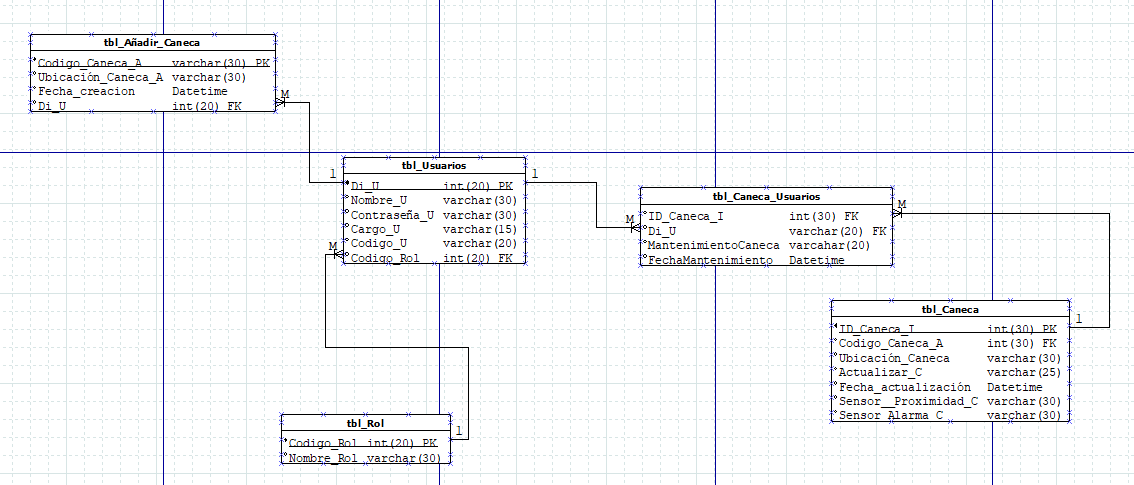 tbl_Añadir_Caneca
Codigo_Caneca_A varchar(30) PK
Ubicación_Caneca_A varchar(30)
Fecha_creacion Datetime
Di_U int(20) FK
M
1
tbl_Usuarios
Di_U int(20) PK
Nombre_U varchar(30)
Contraseña_U varchar(30)
Cargo_U varchar(15)
Codigo_U varchar(20)
Codigo_Rol int(20) FK
1
M
M
tbl_Caneca_Usuarios
ID_Caneca_I int(30) FK
Di_U varchar(20) FK
MantenimientoCaneca varcahar(20)
FechaMantenimiento Datetime
M
1
tbl_Caneca
ID_Caneca_I int(30) PK
Codigo_Caneca_A int(30) FK
Ubicación_Caneca varchar(30)
Actualizar_C varchar(25)
Fecha_actualización Datetime
Sensor__Proximidad_C varchar(30)
Sensor_Alarma_C varchar(30)
tbl_Rol
Codigo_Rol int(20) PK
Nombre_Rol varchar(30)
1